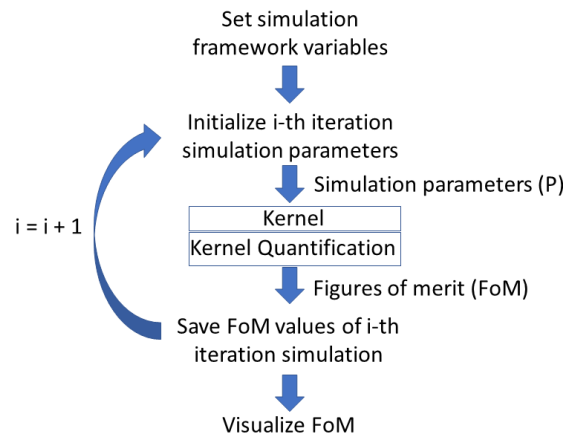 Set simulation
framework variables
Initialize i-th iteration
simulation parameters
Simulation parameters (P)
i = i + 1
Kernel
Kernel Quantification
Figures of merit (FoM)
Save FoM values of i-th
iteration simulation
Visualize FoM